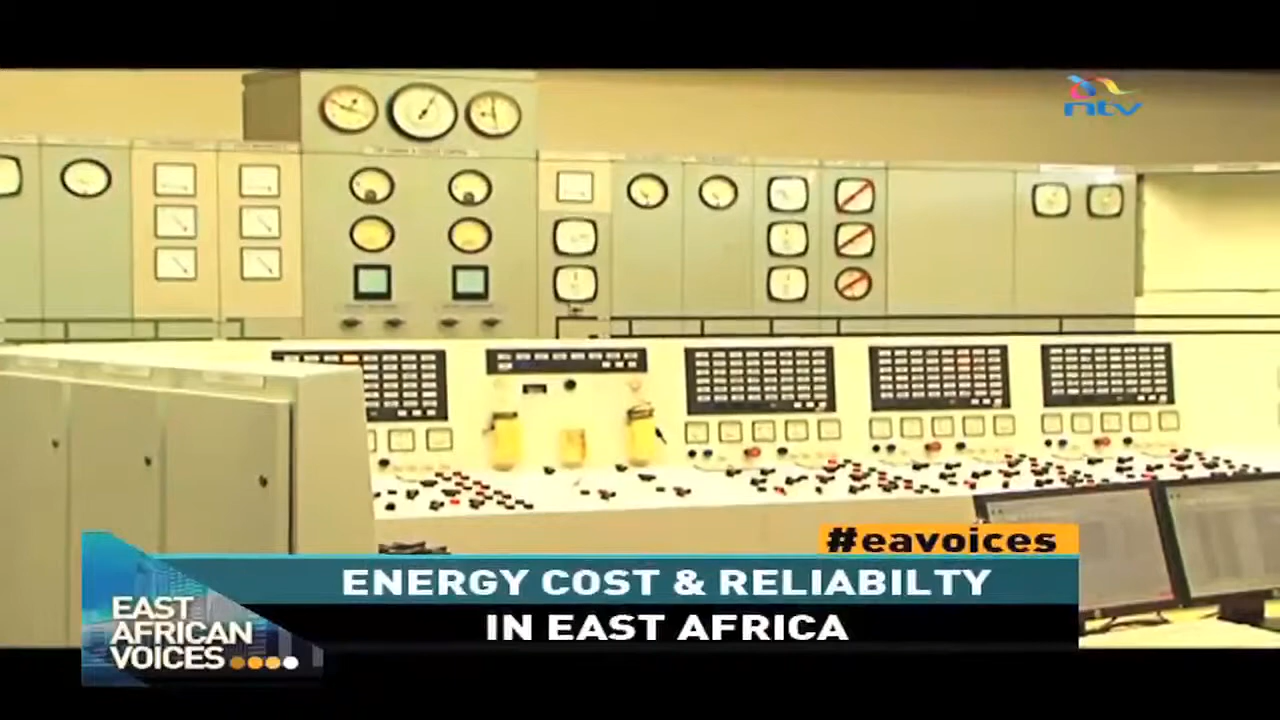 ntv
#eavoices
ENERGY COST & RELIABILTY
IN EAST AFRICA
EAST
AFRICAN
VOICES